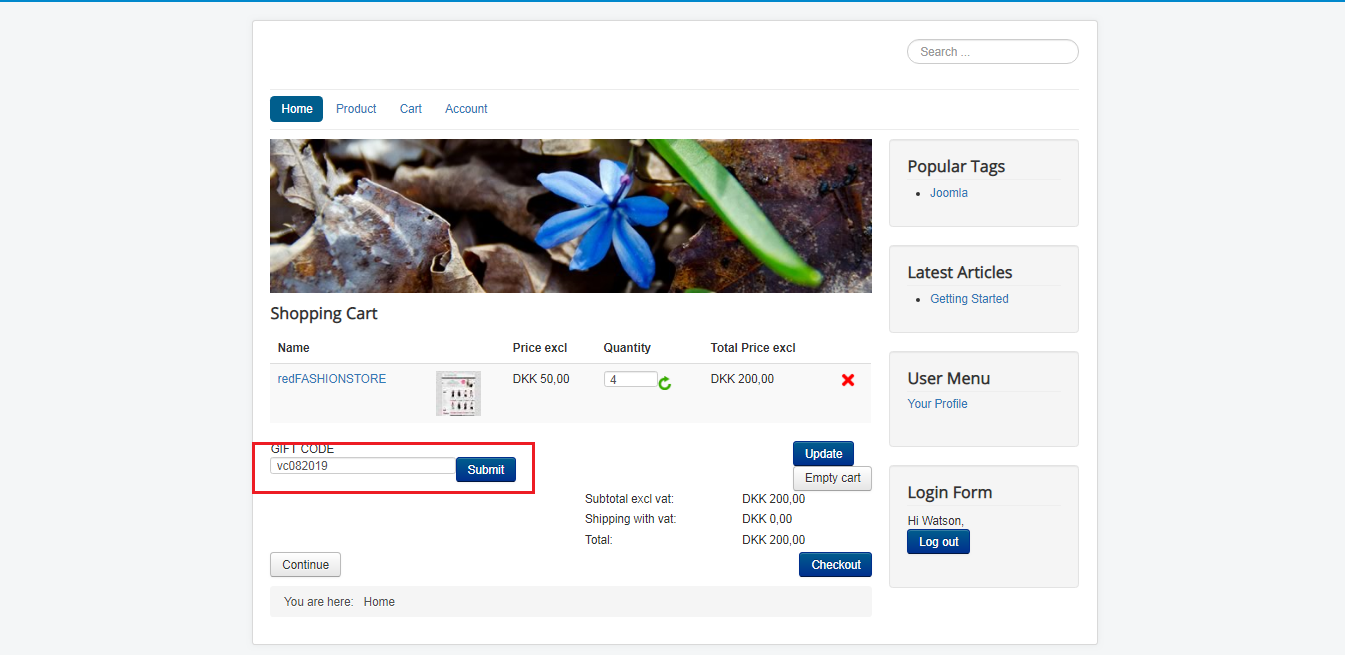 Search ...
Home Product Cart Account
Popular Tags
Joomla
Latest Articles
Getting Started
Shopping Cart
Name Price excl Quantity Total Price excl
redFASHIONSTORE DKK 50,00 4 DKK 200,00
User Menu
Your Profile
GIFT CODE
vc082019 Submit
Update
Empty cart
Subtotal excl vat: DKK 200,00
Shipping with vat: DKK 0,00
Total: DKK 200,00
Continue Checkout
You are here: Home
Login Form
Hi Watson,
Log out